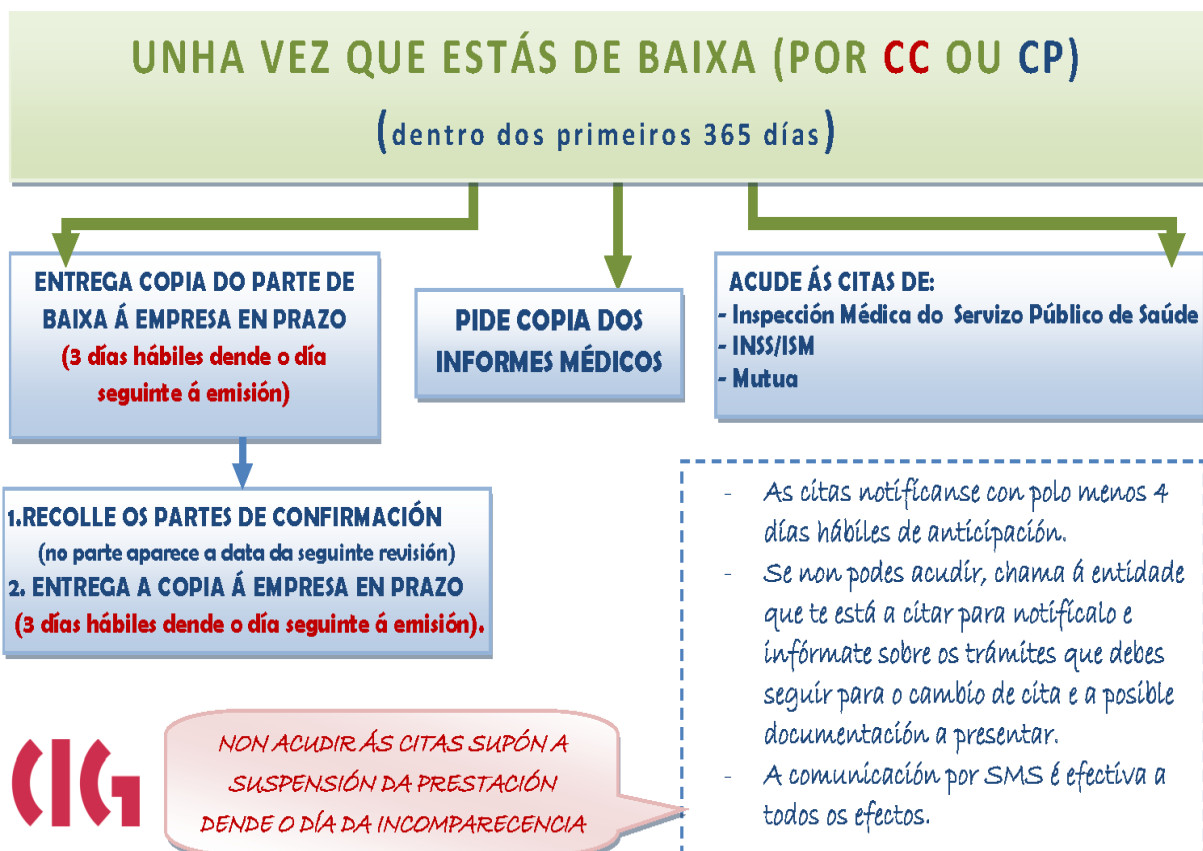 UNHA VEZ QUE ESTÁS DE BAIXA (POR CC OU CP)
(dentro dos primeiros 365 días)
ENTREGA COPIA DO PARTE DE
BAIXA Á EMPRESA EN PRAZO
(3 días hábiles dende o día
seguinte á emisión)
PIDE COPIA DOS
INFORMES MÉDICOS
ACUDE ÁS CITAS DE:
- Inspección Médica do Servizo Público de Saúde
- INSS/ISM
- Mutua
1.RECOLLE OS PARTES DE CONFIRMACIÓN
(no parte aparece a data da seguinte revisión)
2. ENTREGA A COPIA Á EMPRESA EN PRAZO
(3 días hábiles dende o día seguinte á emisión).
- As citas notifícanse con polo menos 4
días hábiles de anticipación.
- Se non podes acudir, chama á entidade
que te está a citar para notifícalo e
infórmate sobre os trámites que debes
seguir para o cambio de cita e a posible
documentación a presentar.
- A comunicación por SMS é efectiva a
todos os efectos.
CIG
NON ACUDIR ÁS CITAS SUPÓN A
SUSPENSIÓN DA PRESTACIÓN
DENDE O DÍA DA INCOMPARECENCIA